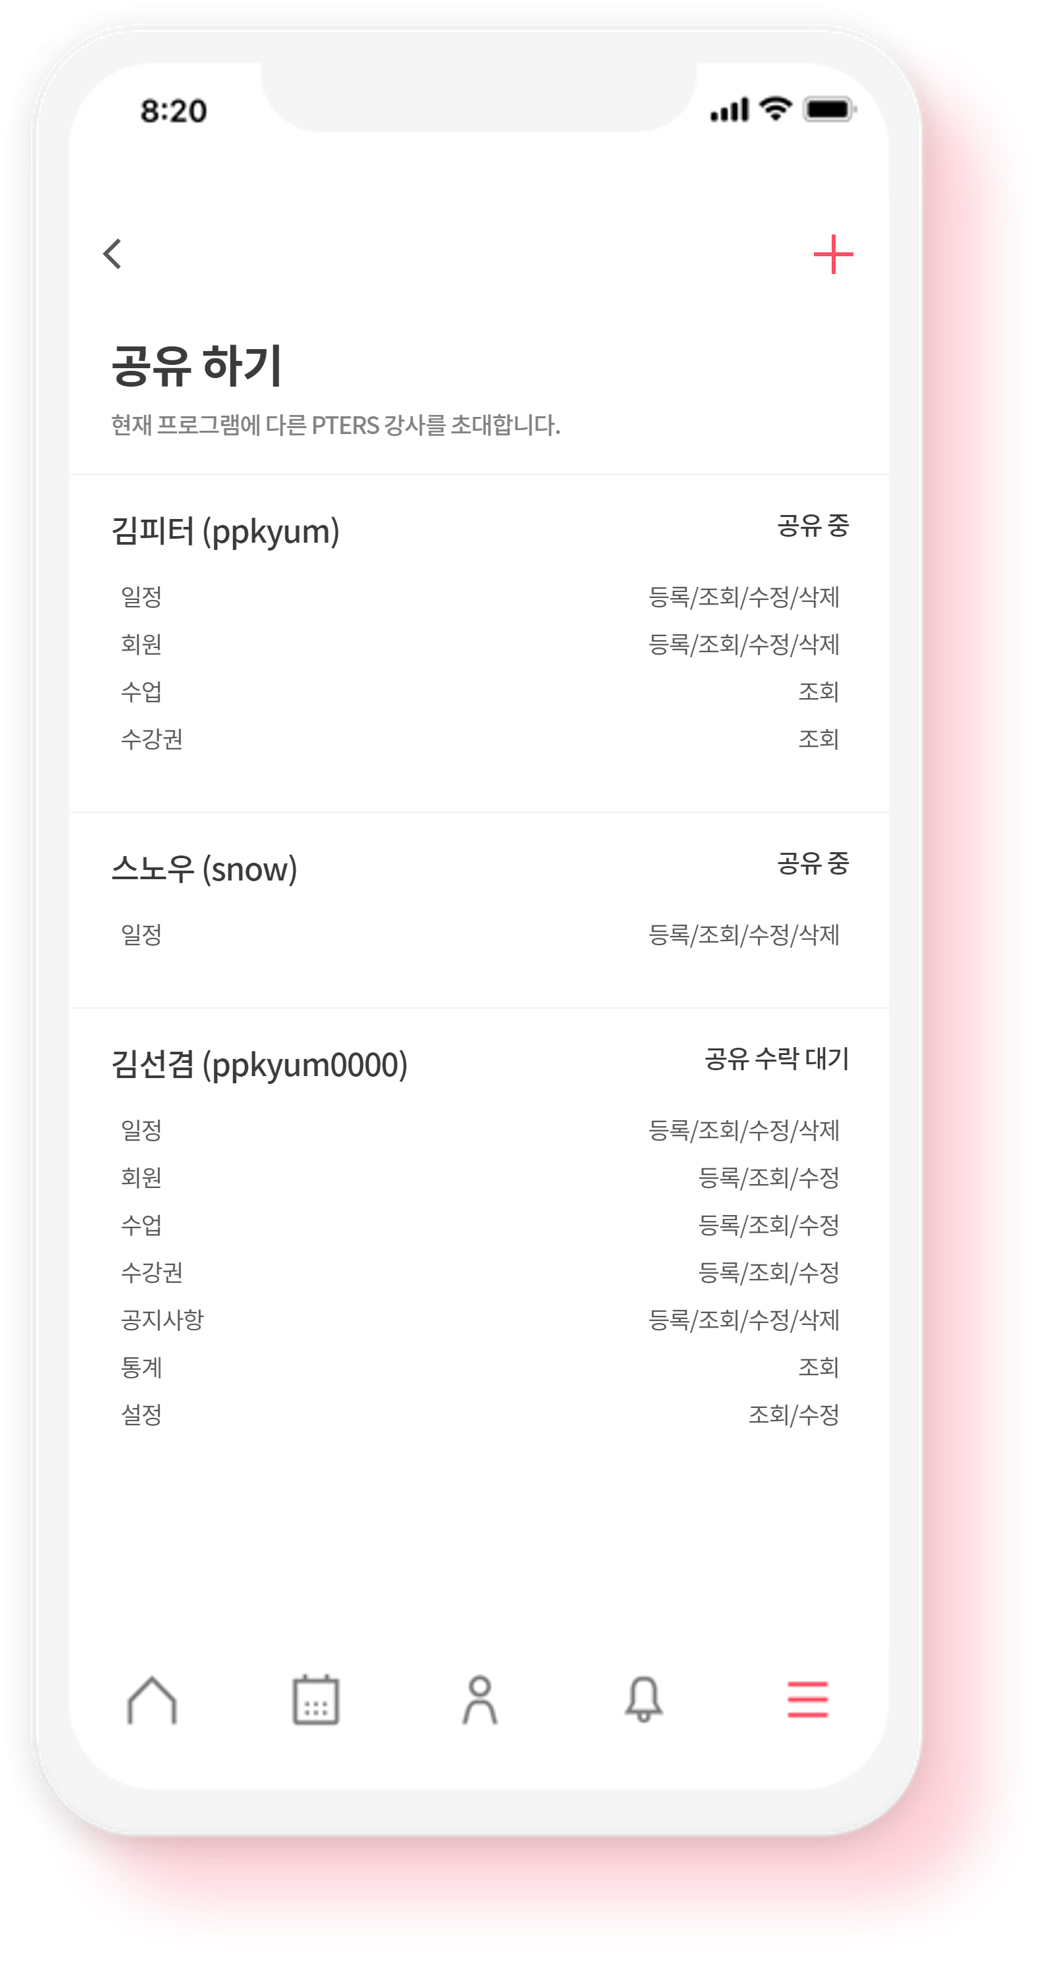 8:20
공유 하기
현재 프로그램에 다른 PTERS 강사를 초대합니다.
김피터 (ppkyum) 공유 중
일정 등록/조회/수정/삭제
회원 등록/조회/수정/삭제
수업 조회
수강권 조회
스노우 (snow) 공유 중
일정 등록/조회/수정/삭제
김선겸 (ppkyum0000) 공유 수락 대기
일정 등록/조회/수정/삭제
회원 등록/조회/수정
수업 등록/조회/수정
수강권 등록/조회/수정
공지사항 등록/조회/수정/삭제
통계 조회
설정 조회/수정